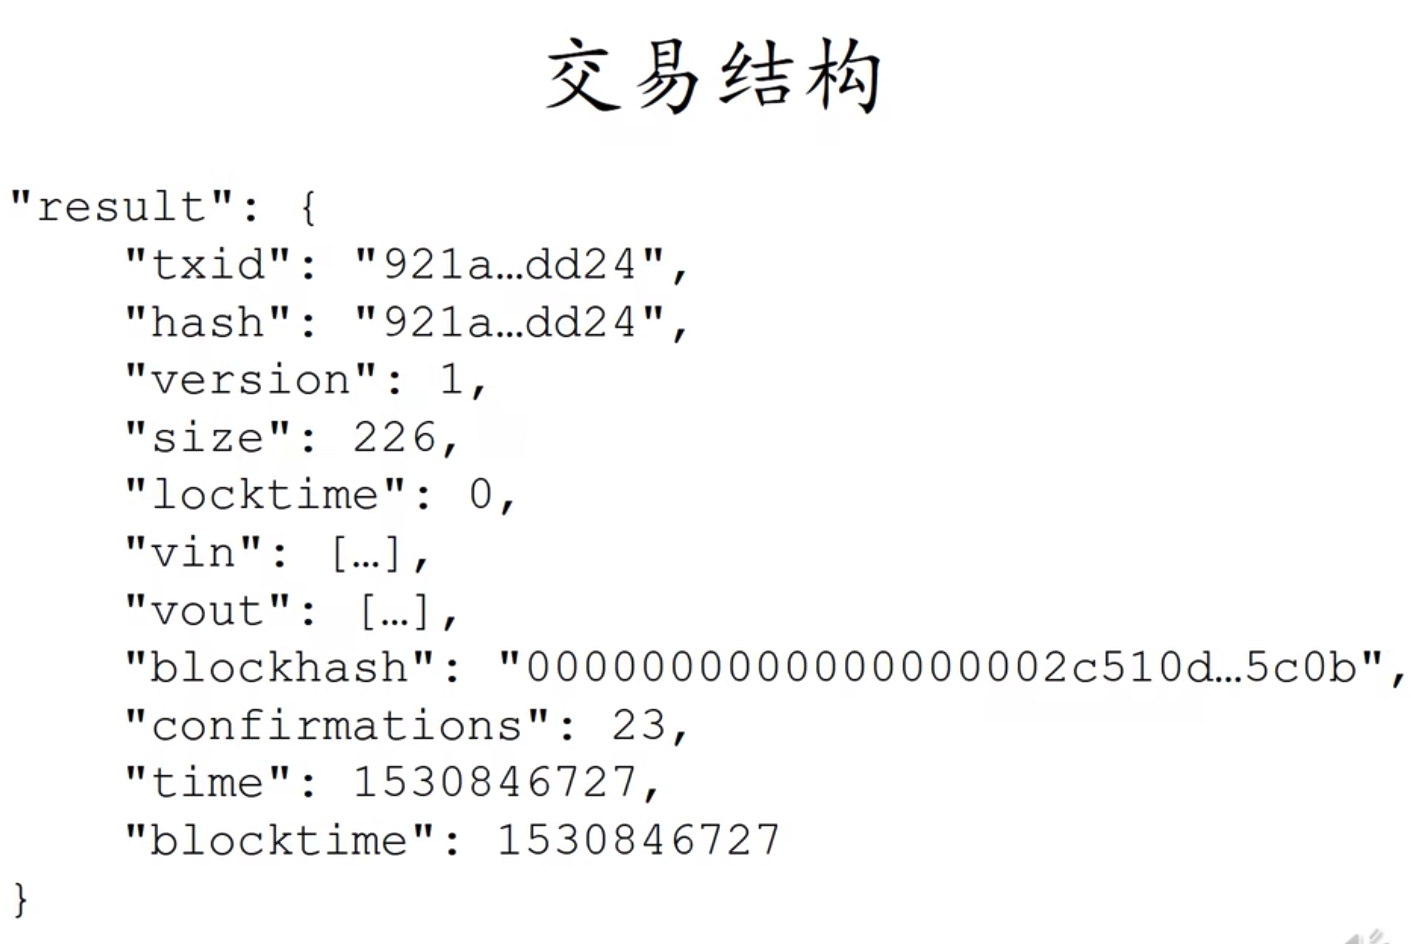 交易结构
"result": {
"txid": "921a…dd24",
"hash": "921a…dd24",
"version": 1,
"size": 226,
"locktime": 0,
"vin": […],
"vout": […],
"blockhash": "0000000000000000002c510d…5c0b",
"confirmations": 23,
"time": 1530846727,
"blocktime": 1530846727
}